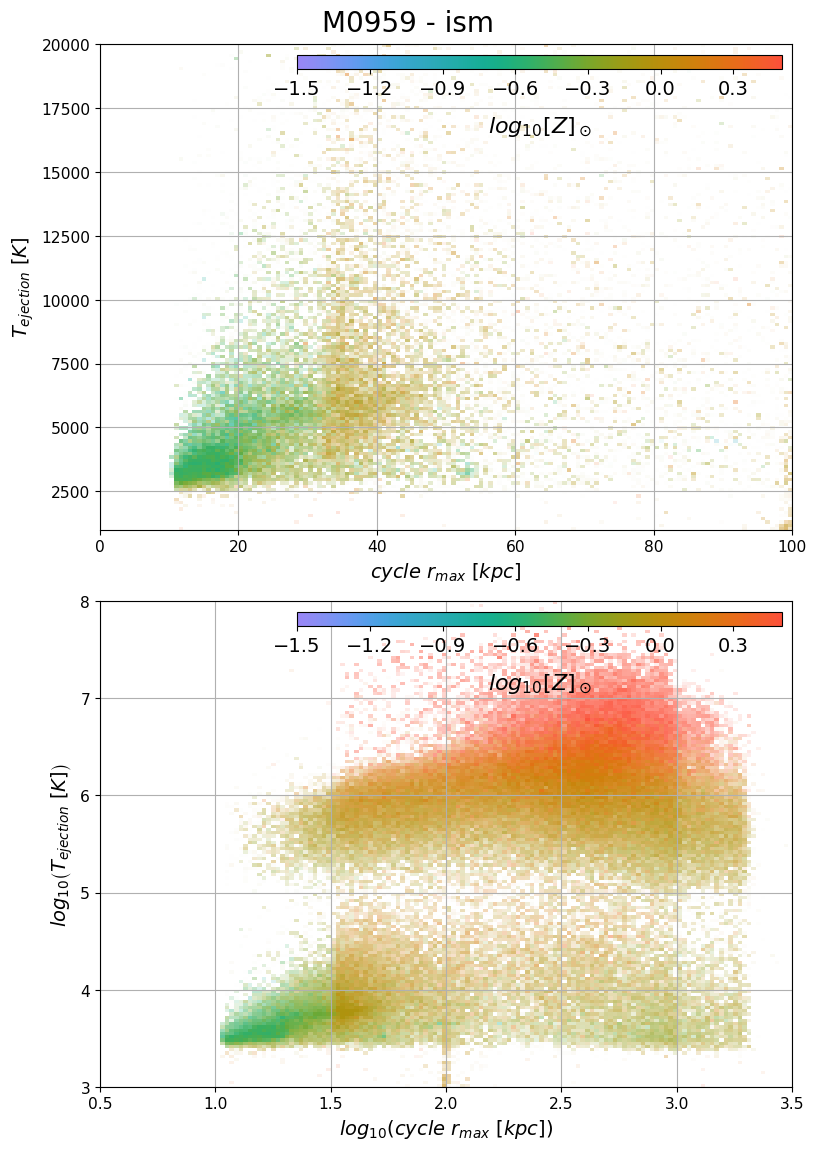 M0959 - ism
20000
17500
15000
12500
10000
7500
5000
2500
T_ejection [K]
−1.5 −1.2 −0.9 −0.6 −0.3 0.0 0.3
log₁₀[Z]_⊙
0 20 40 60 80 100
cycle r_max [kpc]
8
7
6
5
4
3
log₁₀(T_ejection [K])
−1.5 −1.2 −0.9 −0.6 −0.3 0.0 0.3
log₁₀[Z]_⊙
0.5 1.0 1.5 2.0 2.5 3.0 3.5
log₁₀(cycle r_max [kpc])